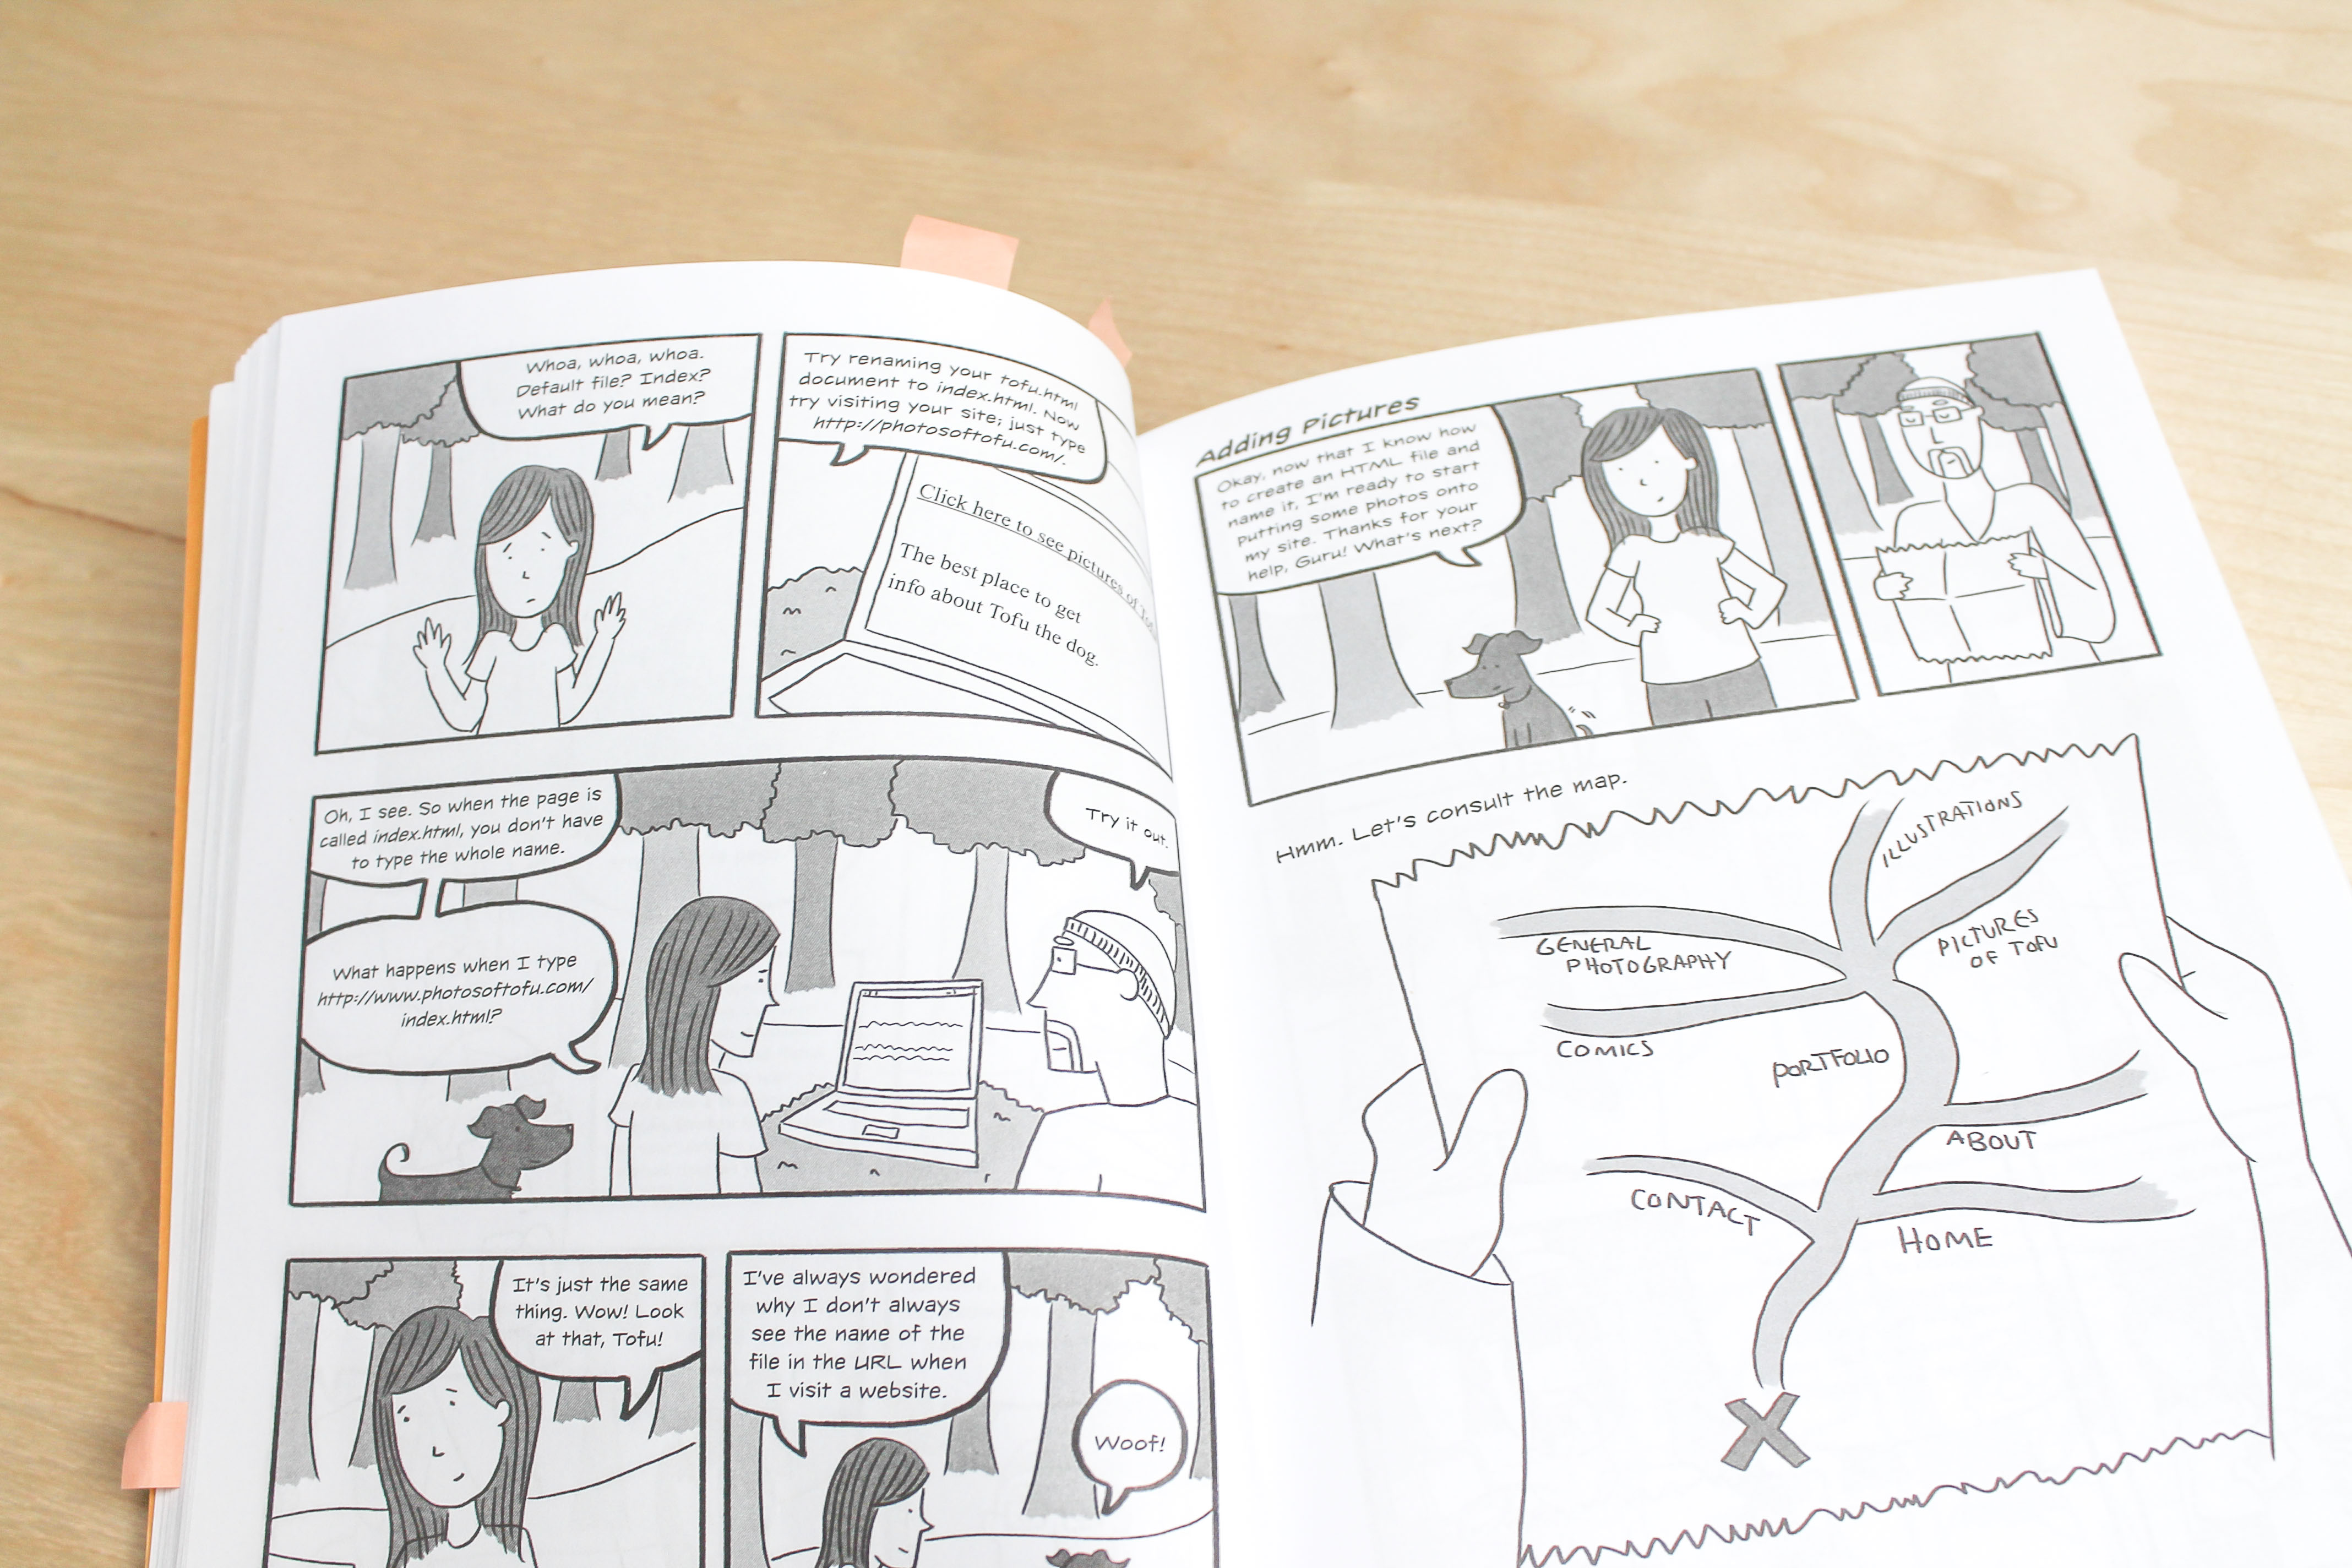 Whoa, whoa, whoa.
Default file? Index?
What do you mean?
Try renaming your tofu.html
document to index.html. Now
try visiting your site; just type
http://photosoftofu.com/.
Click here to see pictures of
The best place to get
info about Tofu the dog.
Oh, I see. So when the page is
called index.html, you don't have
to type the whole name.
What happens when I type
http://www.photosoftofu.com/
index.html?
Try it out.
It's just the same
thing. Wow! Look
at that, Tofu!
I've always wondered
why I don't always
see the name of the
file in the URL when
I visit a website.
Woof!
Adding Pictures
Okay, now that I know how
to create an HTML file and
name it, I'm ready to start
putting some photos onto
my site. Thanks for your
help, Guru! What's next?
Hmm. Let's consult the map.
ILLUSTRATIONS
GENERAL
PHOTOGRAPHY
PICTURES
OF TOFU
COMICS
PORTFOLIO
ABOUT
CONTACT
HOME